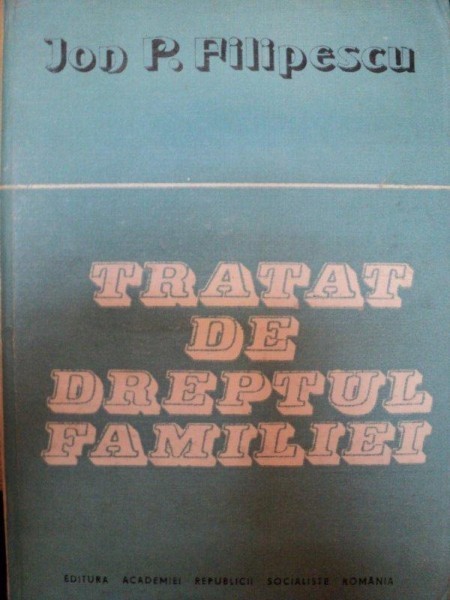 Ion P. Filipescu
TRATAT
DE
DREPTUL
FAMILIEI
EDITURA ACADEMIEI REPUBLICII SOCIALISTE ROMÂNIA